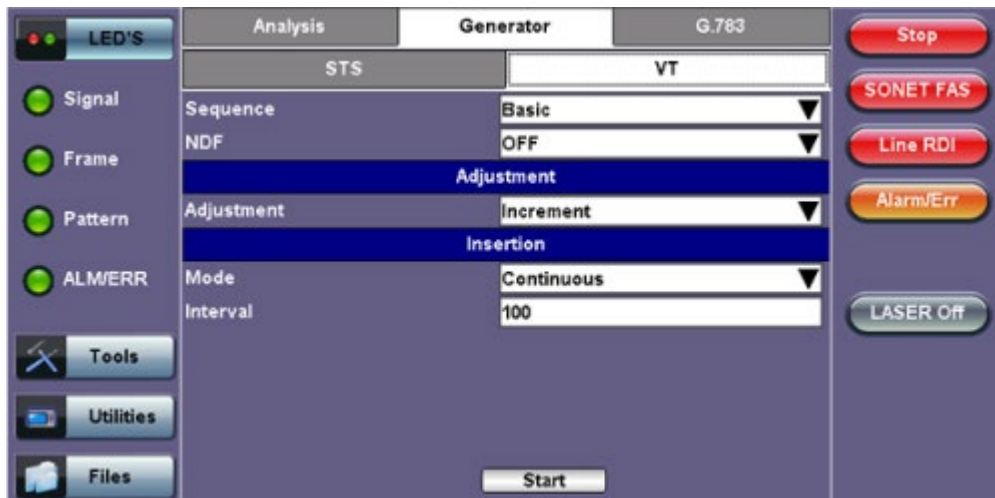 LED'S
Signal
Frame
Pattern
ALM/ERR
Tools
Utilities
Files
Analysis Generator G.783
STS VT
Sequence Basic
NDF OFF
Adjustment
Adjustment Increment
Insertion
Mode Continuous
Interval 100
Start
Stop
SONET FAS
Line RDI
Alarm/Err
LASER Off